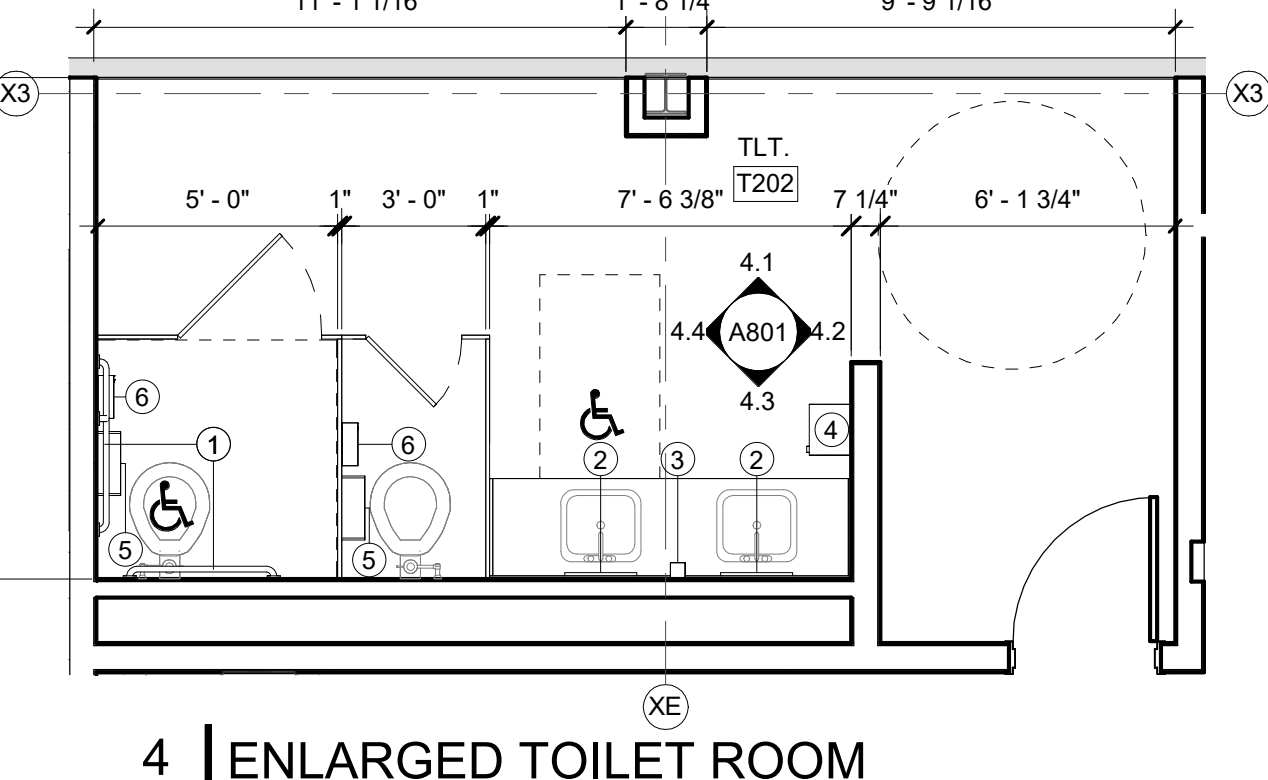 11' - 1 1/16" 1' - 8 1/4" 9' - 9 1/16"
X3 X3
TLT.
T202
5' - 0" 1" 3' - 0" 1" 7' - 6 3/8" 7 1/4" 6' - 1 3/4"
4.1
4.4 A801 4.2
4.3
6
1 6 4
2 3 2
5 5
XE
4 ENLARGED TOILET ROOM